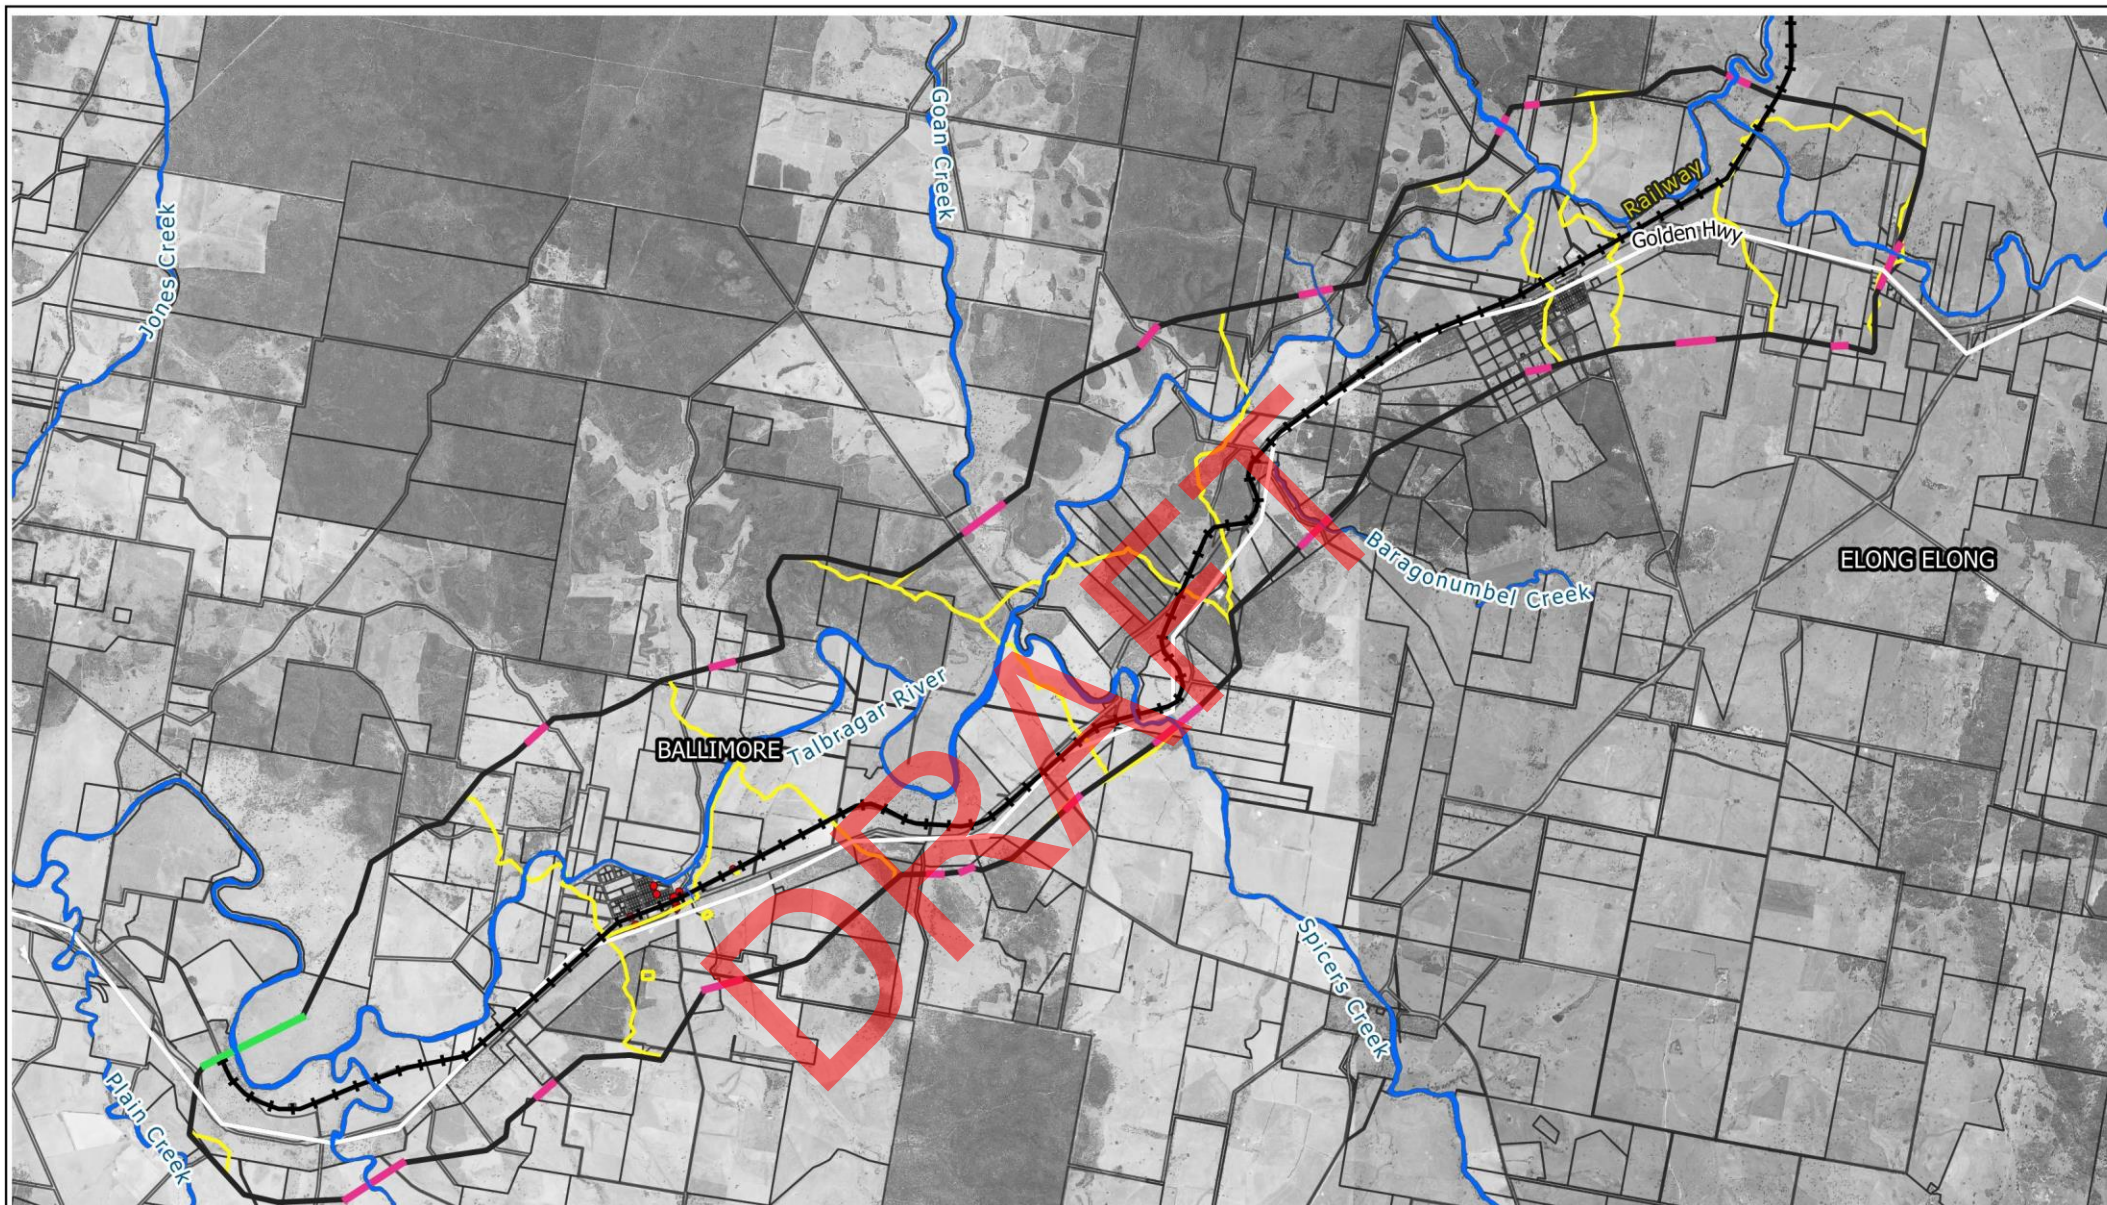 Goan Creek
Railway
Golden Hwy
Jones Creek
Baragonumbel Creek
ELONG ELONG
Talbragar River
BALLIMORE
DRAFT
Spicers Creek
Plain Creek